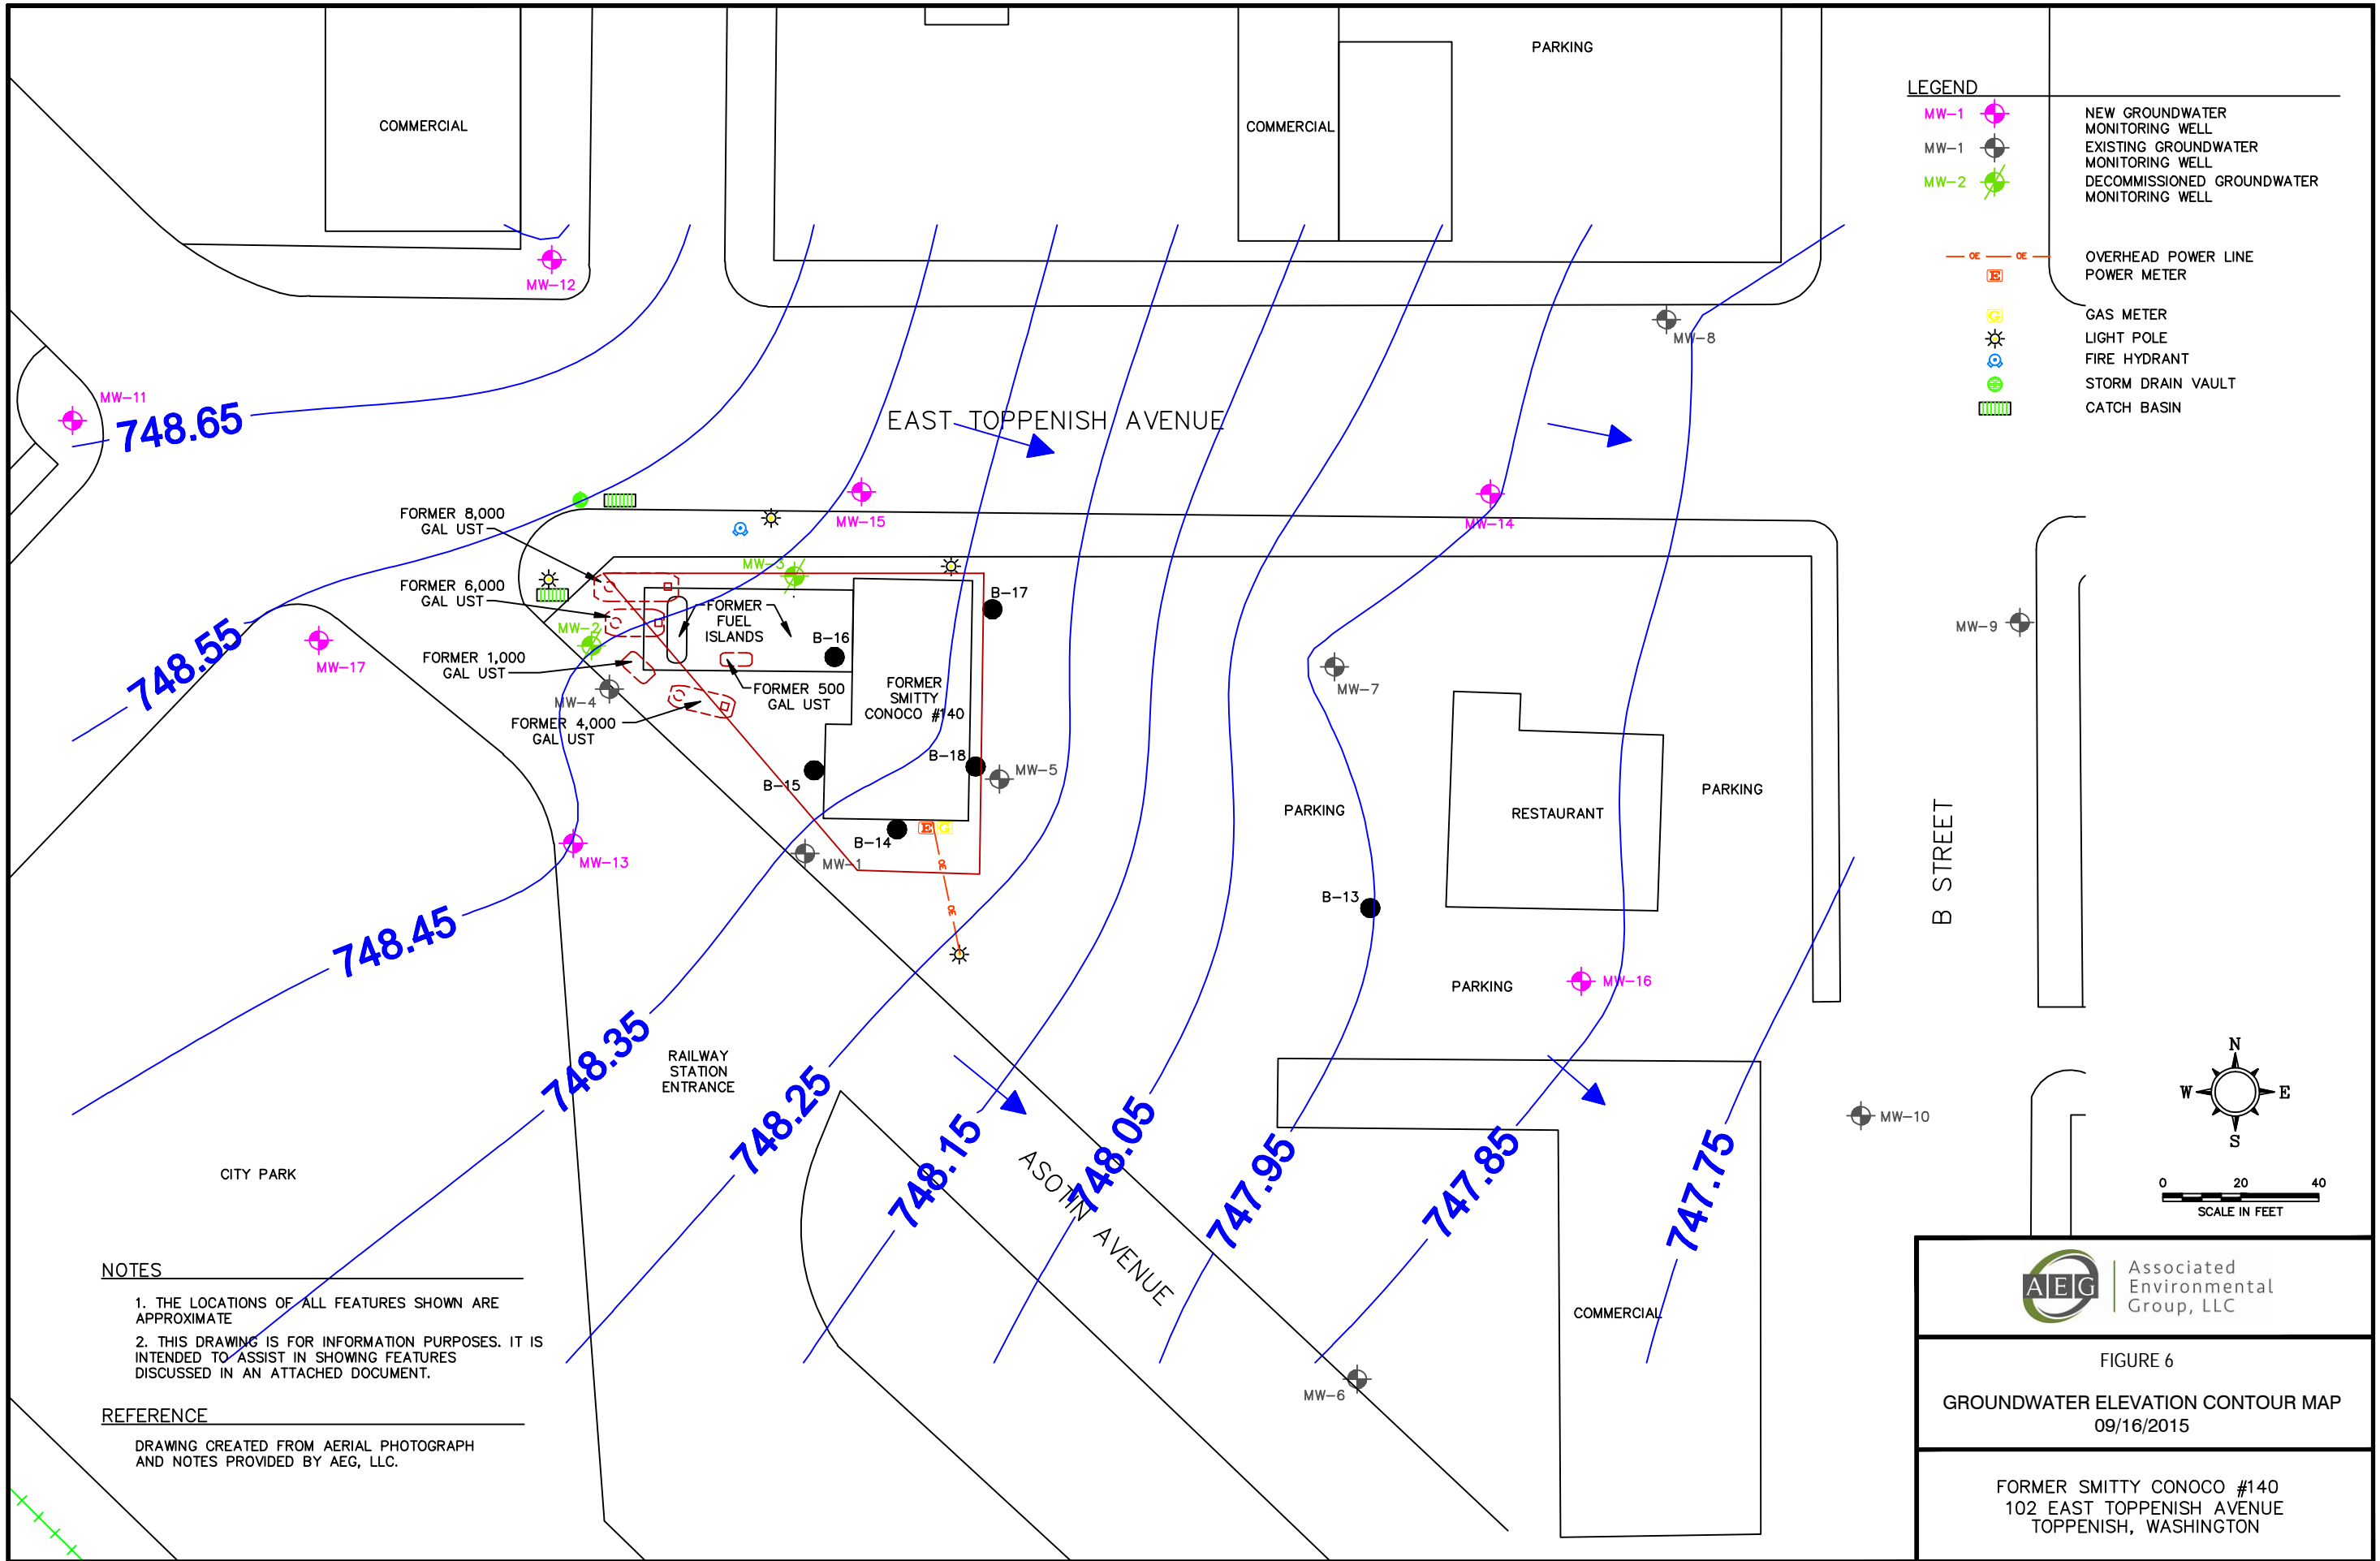 PARKING
COMMERCIAL
COMMERCIAL
LEGEND
MW-1
NEW GROUNDWATER
MONITORING WELL
MW-1
EXISTING GROUNDWATER
MONITORING WELL
MW-2
DECOMMISSIONED GROUNDWATER
MONITORING WELL
OE OE
OVERHEAD POWER LINE
E
POWER METER
G
GAS METER
LIGHT POLE
FIRE HYDRANT
STORM DRAIN VAULT
CATCH BASIN
MW-12
MW-8
MW-11
748.65
EAST TOPPENISH AVENUE
FORMER 8,000
GAL UST
MW-15
MW-14
MW-3
FORMER 6,000
GAL UST
B-17
FORMER
FUEL
ISLANDS
MW-2
B-16
MW-9
748.55
MW-17
FORMER 1,000
GAL UST
MW-4
FORMER 500
GAL UST
FORMER
SMITTY
CONOCO #140
MW-7
FORMER 4,000
GAL UST
B-18
MW-5
B-15
PARKING
RESTAURANT
PARKING
B STREET
B-14
E
G
OE
OE
MW-1
MW-13
B-13
748.45
MW-16
PARKING
748.35
RAILWAY
STATION
ENTRANCE
748.25
748.15
748.05
747.95
747.85
747.75
MW-10
N
W E
S
ASOTIN AVENUE
CITY PARK
0 20 40
SCALE IN FEET
NOTES
1. THE LOCATIONS OF ALL FEATURES SHOWN ARE
APPROXIMATE
2. THIS DRAWING IS FOR INFORMATION PURPOSES. IT IS
INTENDED TO ASSIST IN SHOWING FEATURES
DISCUSSED IN AN ATTACHED DOCUMENT.
COMMERCIAL
MW-6
REFERENCE
DRAWING CREATED FROM AERIAL PHOTOGRAPH
AND NOTES PROVIDED BY AEG, LLC.
AEG
Associated
Environmental
Group, LLC
FIGURE 6
GROUNDWATER ELEVATION CONTOUR MAP
09/16/2015
FORMER SMITTY CONOCO #140
102 EAST TOPPENISH AVENUE
TOPPENISH, WASHINGTON